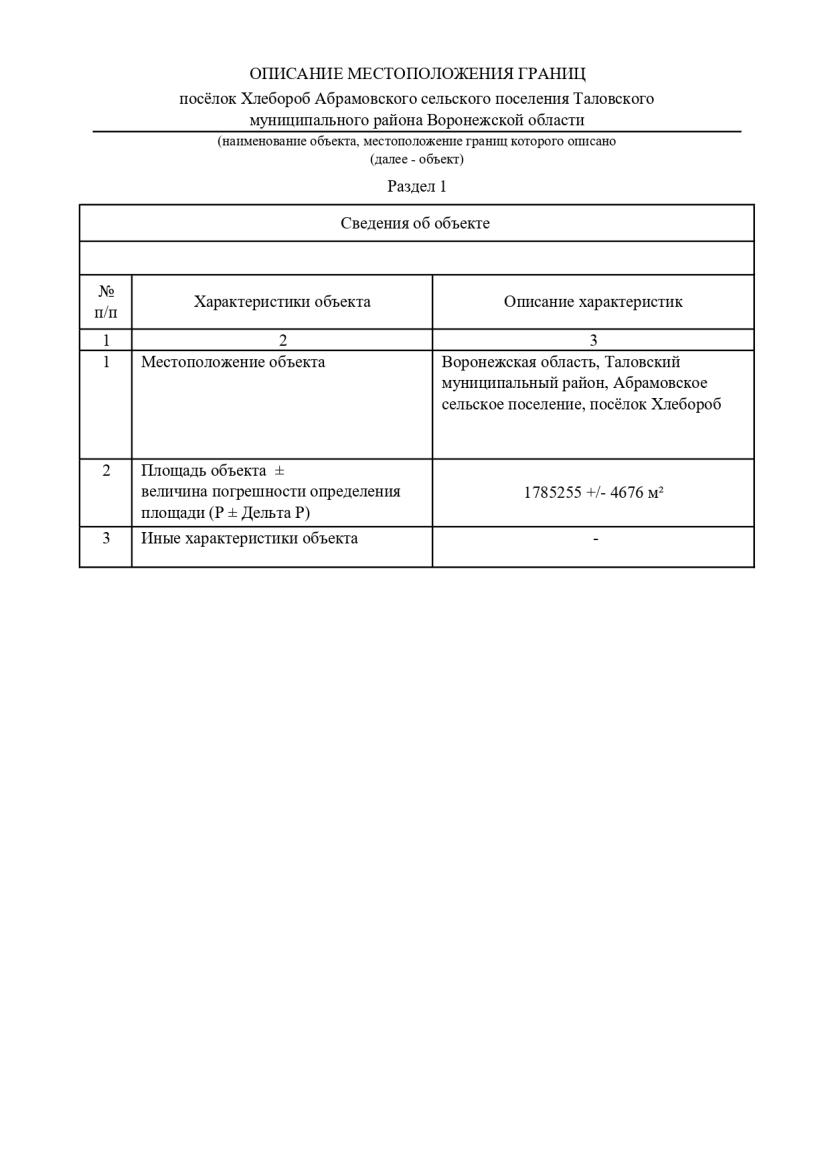 ОПИСАНИЕ МЕСТОПОЛОЖЕНИЯ ГРАНИЦ
посёлок Хлебороб Абрамовского сельского поселения Таловского
муниципального района Воронежской области
(наименование объекта, местоположение границ которого описано
(далее - объект)
Раздел 1
Сведения об объекте
№
п/п
Характеристики объекта
Описание характеристик
1
2
3
1
Местоположение объекта
Воронежская область, Таловский
муниципальный район, Абрамовское
сельское поселение, посёлок Хлебороб
2
Площадь объекта ±
величина погрешности определения
площади (Р ± Дельта Р)
1785255 +/- 4676 м²
3
Иные характеристики объекта
-